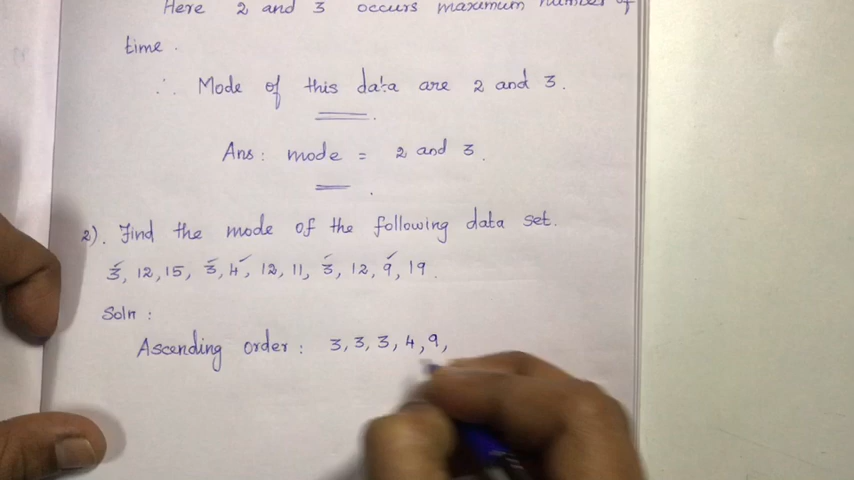 Here 2 and 3 occurs maximum number of
time.
∴ Mode of this data are 2 and 3.
Ans: mode = 2 and 3.
2). Find the mode of the following data set.
3, 12, 15, 3, 4, 12, 11, 3, 12, 9, 19.
Soln:
Ascending order: 3, 3, 3, 4, 9,